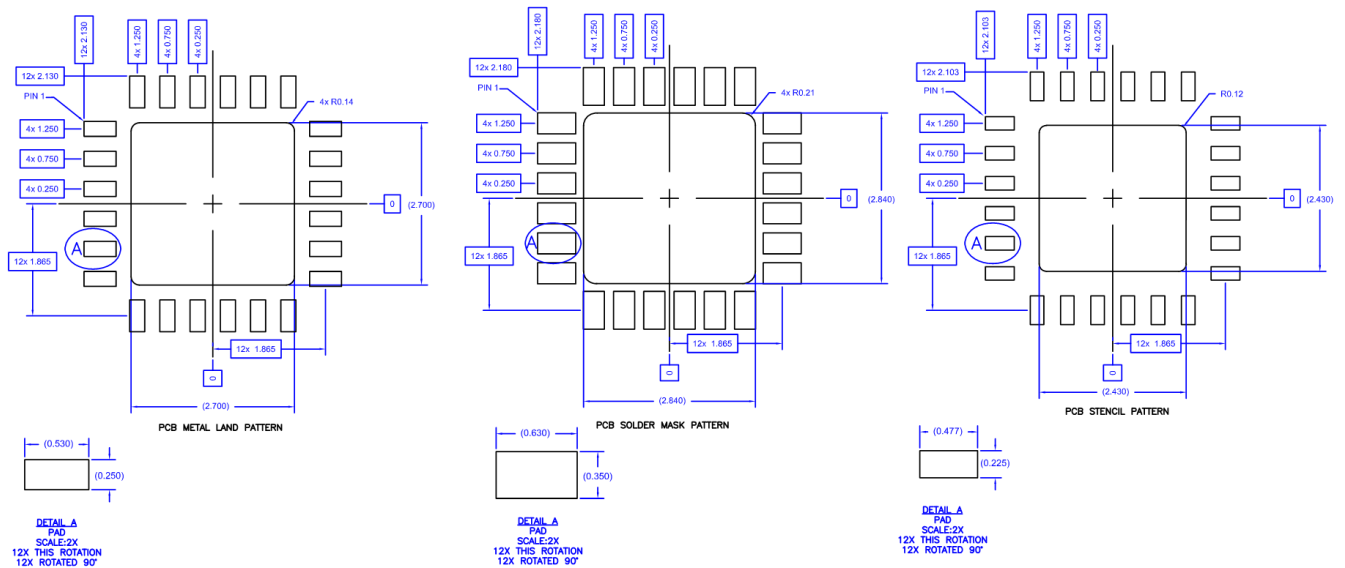 12x 2.130
4x 1.250
4x 0.750
4x 0.250
12x 2.130
PIN 1
4x R0.14
4x 1.250
4x 0.750
4x 0.250
0
(2.700)
A
12x 1.865
12x 1.865
0
(2.700)
PCB METAL LAND PATTERN
(0.530)
(0.250)
DETAIL A
PAD
SCALE:2X
12X THIS ROTATION
12X ROTATED 90°
12x 2.180
4x 1.250
4x 0.750
4x 0.250
12x 2.180
PIN 1
4x R0.21
4x 1.250
4x 0.750
4x 0.250
0
(2.840)
A
12x 1.865
12x 1.865
0
(2.840)
PCB SOLDER MASK PATTERN
(0.630)
(0.350)
DETAIL A
PAD
SCALE:2X
12X THIS ROTATION
12X ROTATED 90°
12x 2.103
4x 1.250
4x 0.750
4x 0.250
12x 2.103
PIN 1
R0.12
4x 1.250
4x 0.750
4x 0.250
0
(2.430)
A
12x 1.865
12x 1.865
0
(2.430)
PCB STENCIL PATTERN
(0.477)
(0.225)
DETAIL A
PAD
SCALE:2X
12X THIS ROTATION
12X ROTATED 90°